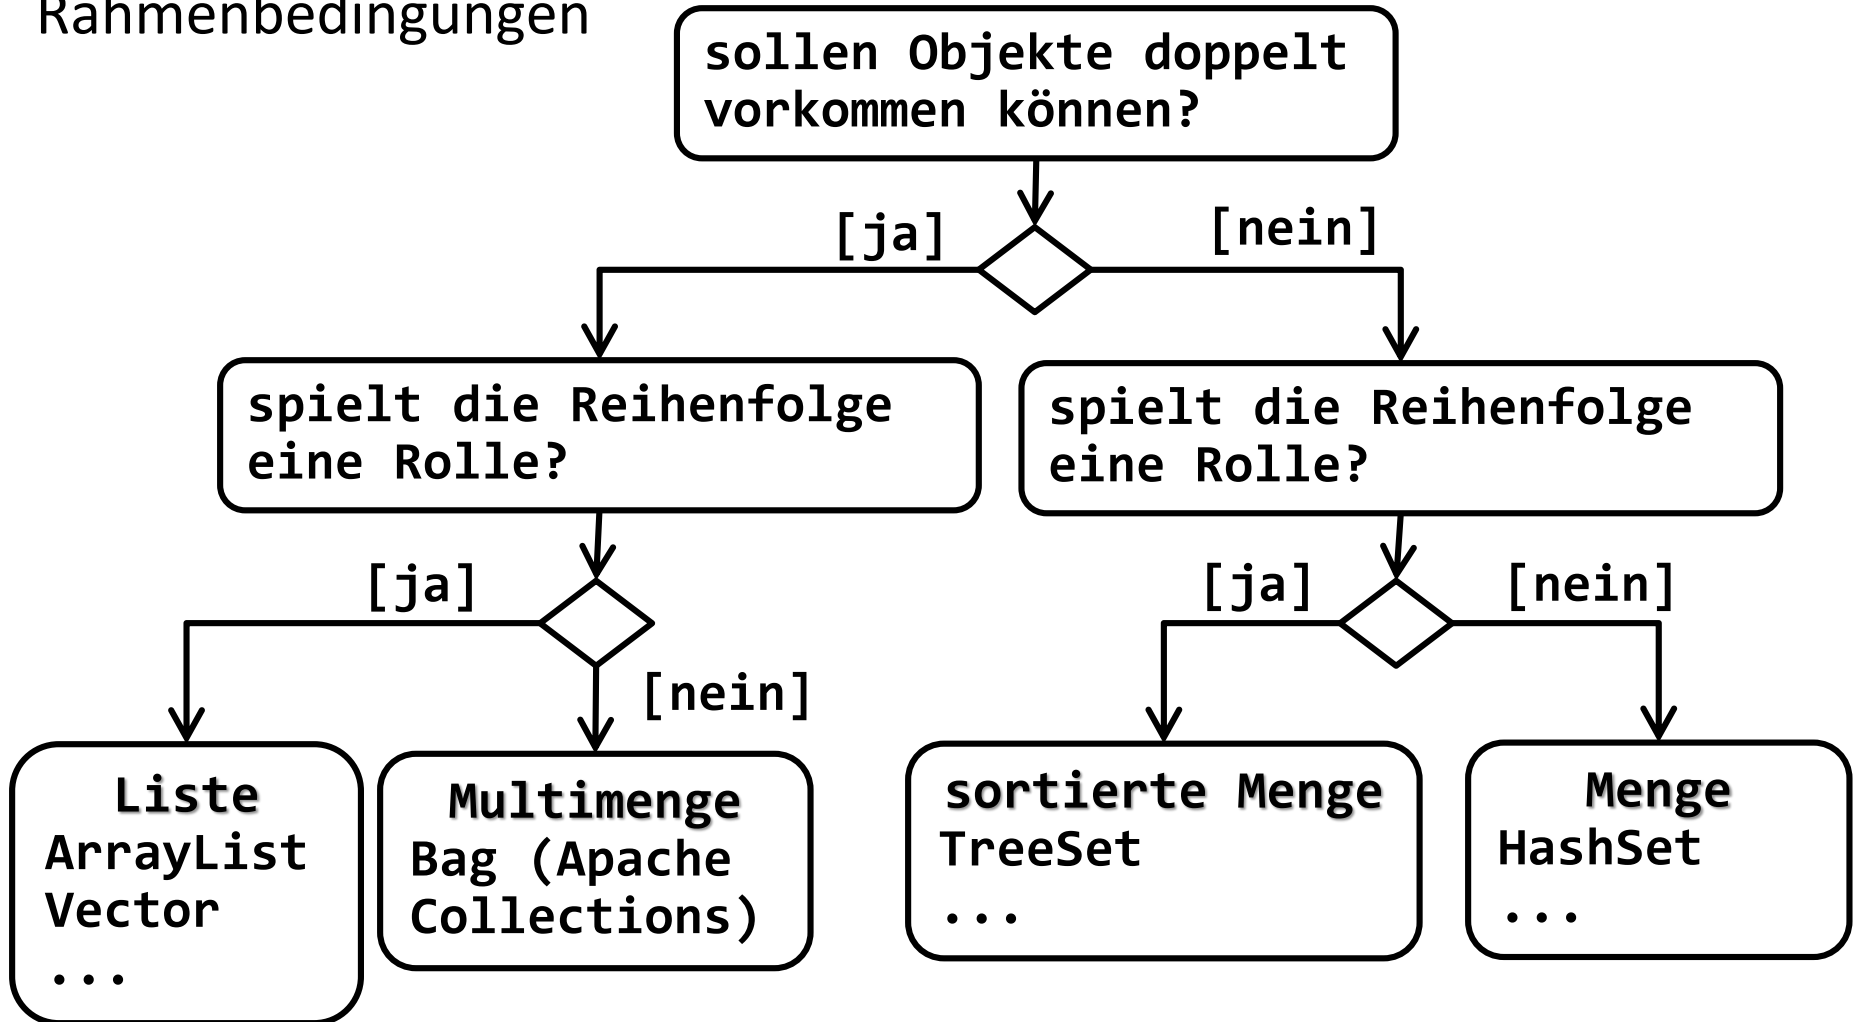 Rahmenbedingungen
sollen Objekte doppelt
vorkommen können?
[ja]
[nein]
spielt die Reihenfolge
eine Rolle?
spielt die Reihenfolge
eine Rolle?
[ja]
[nein]
[ja]
[nein]
Liste
ArrayList
Vector
...
Multimenge
Bag (Apache
Collections)
sortierte Menge
TreeSet
...
Menge
HashSet
...